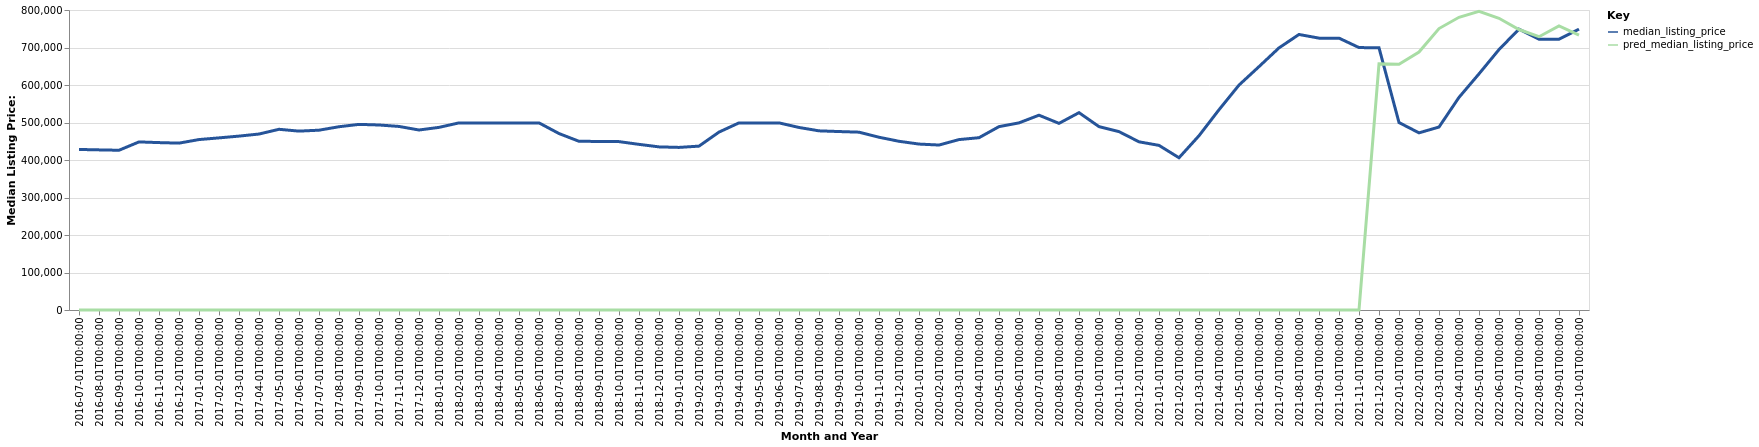 800,000
700,000
600,000
500,000
400,000
300,000
200,000
100,000
0
Median Listing Price:
2016-07-01T00:00:00
2016-08-01T00:00:00
2016-09-01T00:00:00
2016-10-01T00:00:00
2016-11-01T00:00:00
2016-12-01T00:00:00
2017-01-01T00:00:00
2017-02-01T00:00:00
2017-03-01T00:00:00
2017-04-01T00:00:00
2017-05-01T00:00:00
2017-06-01T00:00:00
2017-07-01T00:00:00
2017-08-01T00:00:00
2017-09-01T00:00:00
2017-10-01T00:00:00
2017-11-01T00:00:00
2017-12-01T00:00:00
2018-01-01T00:00:00
2018-02-01T00:00:00
2018-03-01T00:00:00
2018-04-01T00:00:00
2018-05-01T00:00:00
2018-06-01T00:00:00
2018-07-01T00:00:00
2018-08-01T00:00:00
2018-09-01T00:00:00
2018-10-01T00:00:00
2018-11-01T00:00:00
2018-12-01T00:00:00
2019-01-01T00:00:00
2019-02-01T00:00:00
2019-03-01T00:00:00
2019-04-01T00:00:00
2019-05-01T00:00:00
2019-06-01T00:00:00
2019-07-01T00:00:00
2019-08-01T00:00:00
2019-09-01T00:00:00
2019-10-01T00:00:00
2019-11-01T00:00:00
2019-12-01T00:00:00
2020-01-01T00:00:00
2020-02-01T00:00:00
2020-03-01T00:00:00
2020-04-01T00:00:00
2020-05-01T00:00:00
2020-06-01T00:00:00
2020-07-01T00:00:00
2020-08-01T00:00:00
2020-09-01T00:00:00
2020-10-01T00:00:00
2020-11-01T00:00:00
2020-12-01T00:00:00
2021-01-01T00:00:00
2021-02-01T00:00:00
2021-03-01T00:00:00
2021-04-01T00:00:00
2021-05-01T00:00:00
2021-06-01T00:00:00
2021-07-01T00:00:00
2021-08-01T00:00:00
2021-09-01T00:00:00
2021-10-01T00:00:00
2021-11-01T00:00:00
2021-12-01T00:00:00
2022-01-01T00:00:00
2022-02-01T00:00:00
2022-03-01T00:00:00
2022-04-01T00:00:00
2022-05-01T00:00:00
2022-06-01T00:00:00
2022-07-01T00:00:00
2022-08-01T00:00:00
2022-09-01T00:00:00
2022-10-01T00:00:00
Month and Year
Key
median_listing_price
pred_median_listing_price